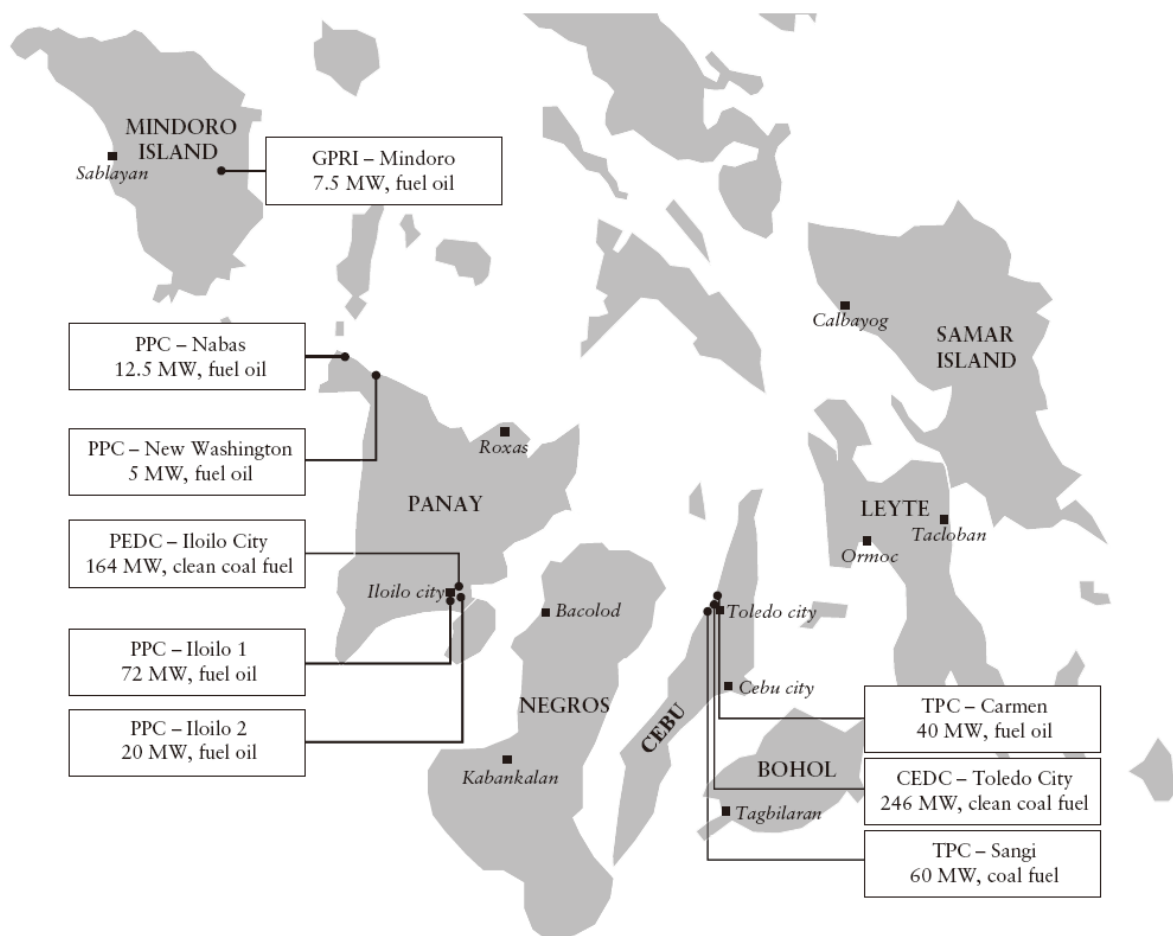 MINDORO
ISLAND
Sablayan
GPRI – Mindoro
7.5 MW, fuel oil
Calbayog
SAMAR
ISLAND
PPC – Nabas
12.5 MW, fuel oil
PPC – New Washington
5 MW, fuel oil
Roxas
PANAY
LEYTE
Tacloban
Ormoc
PEDC – Iloilo City
164 MW, clean coal fuel
Iloilo city
Bacolod
Toledo city
PPC – Iloilo 1
72 MW, fuel oil
NEGROS
Cebu city
CEBU
PPC – Iloilo 2
20 MW, fuel oil
Kabankalan
BOHOL
Tagbilaran
TPC – Carmen
40 MW, fuel oil
CEDC – Toledo City
246 MW, clean coal fuel
TPC – Sangi
60 MW, coal fuel